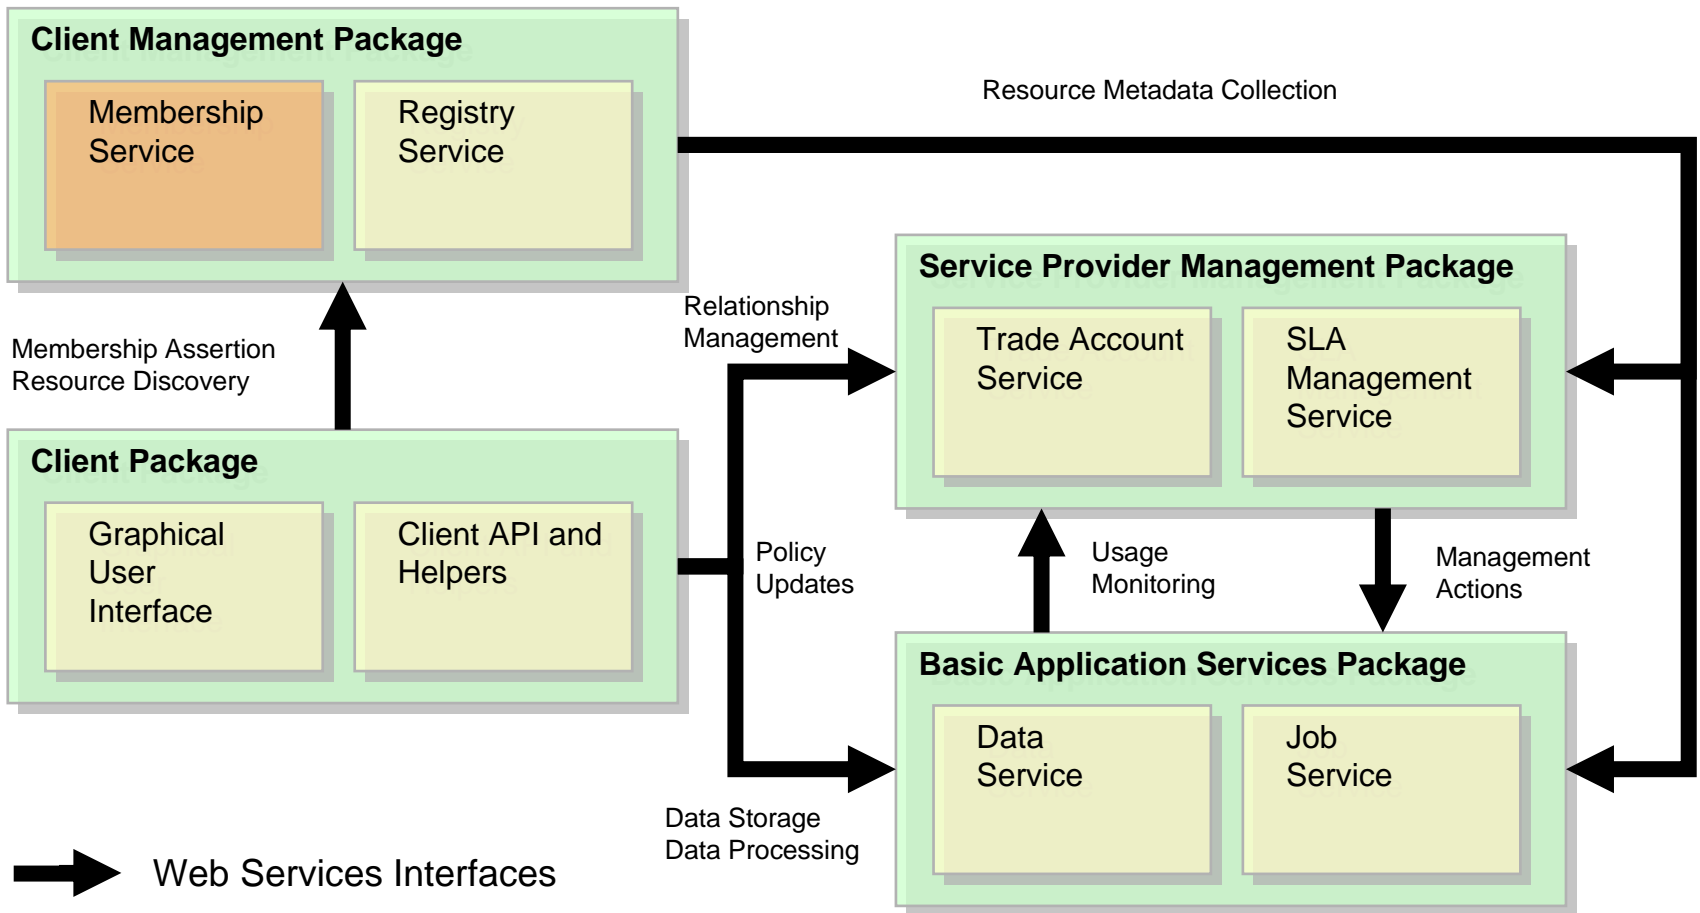 Client Management Package
Membership
Service
Registry
Service
Resource Metadata Collection
Service Provider Management Package
Trade Account
Service
SLA
Management
Service
Relationship
Management
Membership Assertion
Resource Discovery
Client Package
Graphical
User
Interface
Client API and
Helpers
Policy
Updates
Usage
Monitoring
Management
Actions
Basic Application Services Package
Data
Service
Job
Service
Data Storage
Data Processing
Web Services Interfaces